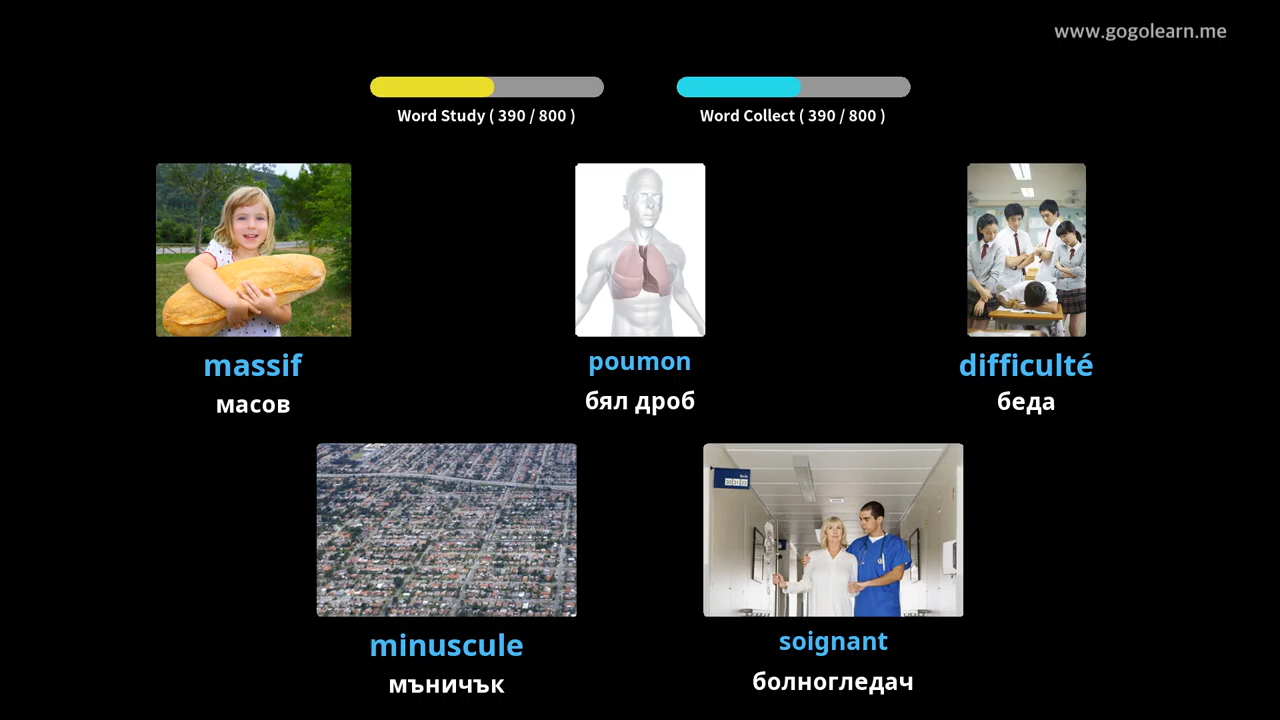 www.gogolearn.me
Word Study ( 390 / 800 )
Word Collect ( 390 / 800 )
massif
масов
poumon
бял дроб
difficulté
беда
minuscule
мъничък
soignant
болногледач